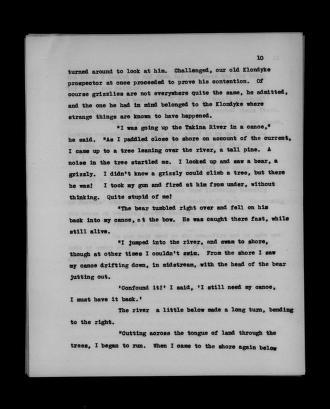 10
turned around to look at him. Challenged, our old Klondyke
prospector at once proceeded to prove his contention. Of
course grizzlies are not everywhere quite the same, he admitted,
and the one he had in mind belonged to the Klondyke where
strange things are known to have happened.
"I was going up the Takina River in a canoe,"
he said. "As I paddled close to shore on account of the current,
I came up to a tree leaning over the river, a tall pine. A
noise in the tree startled me. I looked up and saw a bear, a
grizzly. I didn't know a grizzly could climb a tree, but there
he was! I took my gun and fired at him from under, without
thinking. Quite stupid of me!
"The bear tumbled right over and fell on his
back into my canoe, at the bow. He was caught there fast, while
still alive.
"I jumped into the river, and swam to shore,
though at other times I couldn't swim. From the shore I saw
my canoe drifting down, in midstream, with the head of the bear
jutting out.
'Confound it!' I said, 'I still need my canoe,
I must have it back.'
The river a little below made a long turn, bending
to the right.
"Cutting across the tongue of land through the
trees, I began to run. When I came to the shore again below